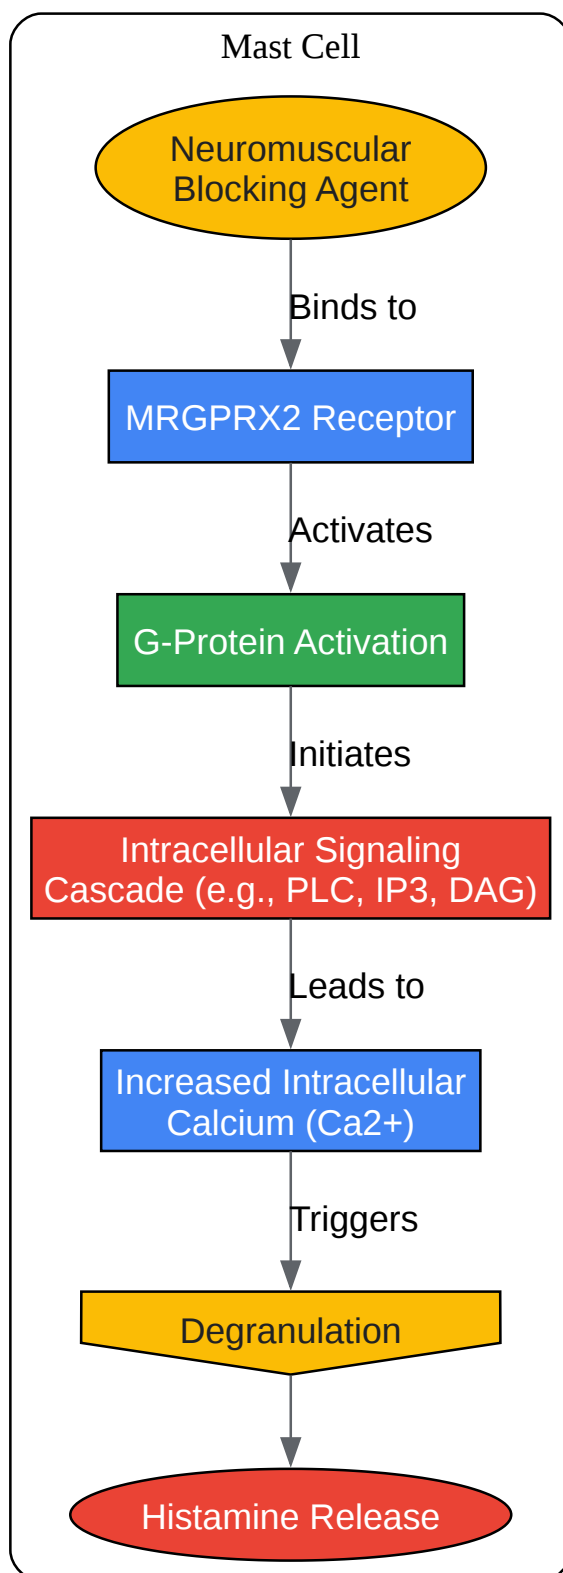 Mast Cell
Neuromuscular
Blocking Agent
Binds to
MRGPRX2 Receptor
Activates
G-Protein Activation
Initiates
Intracellular Signaling
Cascade (e.g., PLC, IP3, DAG)
Leads to
Increased Intracellular
Calcium (Ca2+)
Triggers
Degranulation
Histamine Release